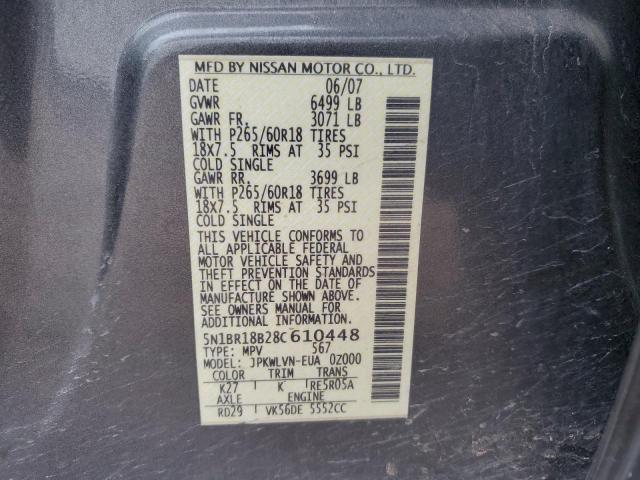 MFD BY NISSAN MOTOR CO., LTD.
DATE 06/07
GVWR 6499 LB
GAWR FR. 3071 LB
WITH P265/60R18 TIRES
18X7.5 RIMS AT 35 PSI
COLD SINGLE
GAWR RR. 3699 LB
WITH P265/60R18 TIRES
18X7.5 RIMS AT 35 PSI
COLD SINGLE
THIS VEHICLE CONFORMS TO
ALL APPLICABLE FEDERAL
MOTOR VEHICLE SAFETY AND
THEFT PREVENTION STANDARDS
IN EFFECT ON THE DATE OF
MANUFACTURE SHOWN ABOVE.
SEE OWNERS MANUAL FOR
ADDITIONAL INFORMATION.
5N1BR18B28C610448
TYPE: MPV 567
MODEL: JPKWLVN-EUA 0Z000
COLOR TRIM TRANS
K27 K RE5R05A
AXLE ENGINE
RD29 VK56DE 5552CC